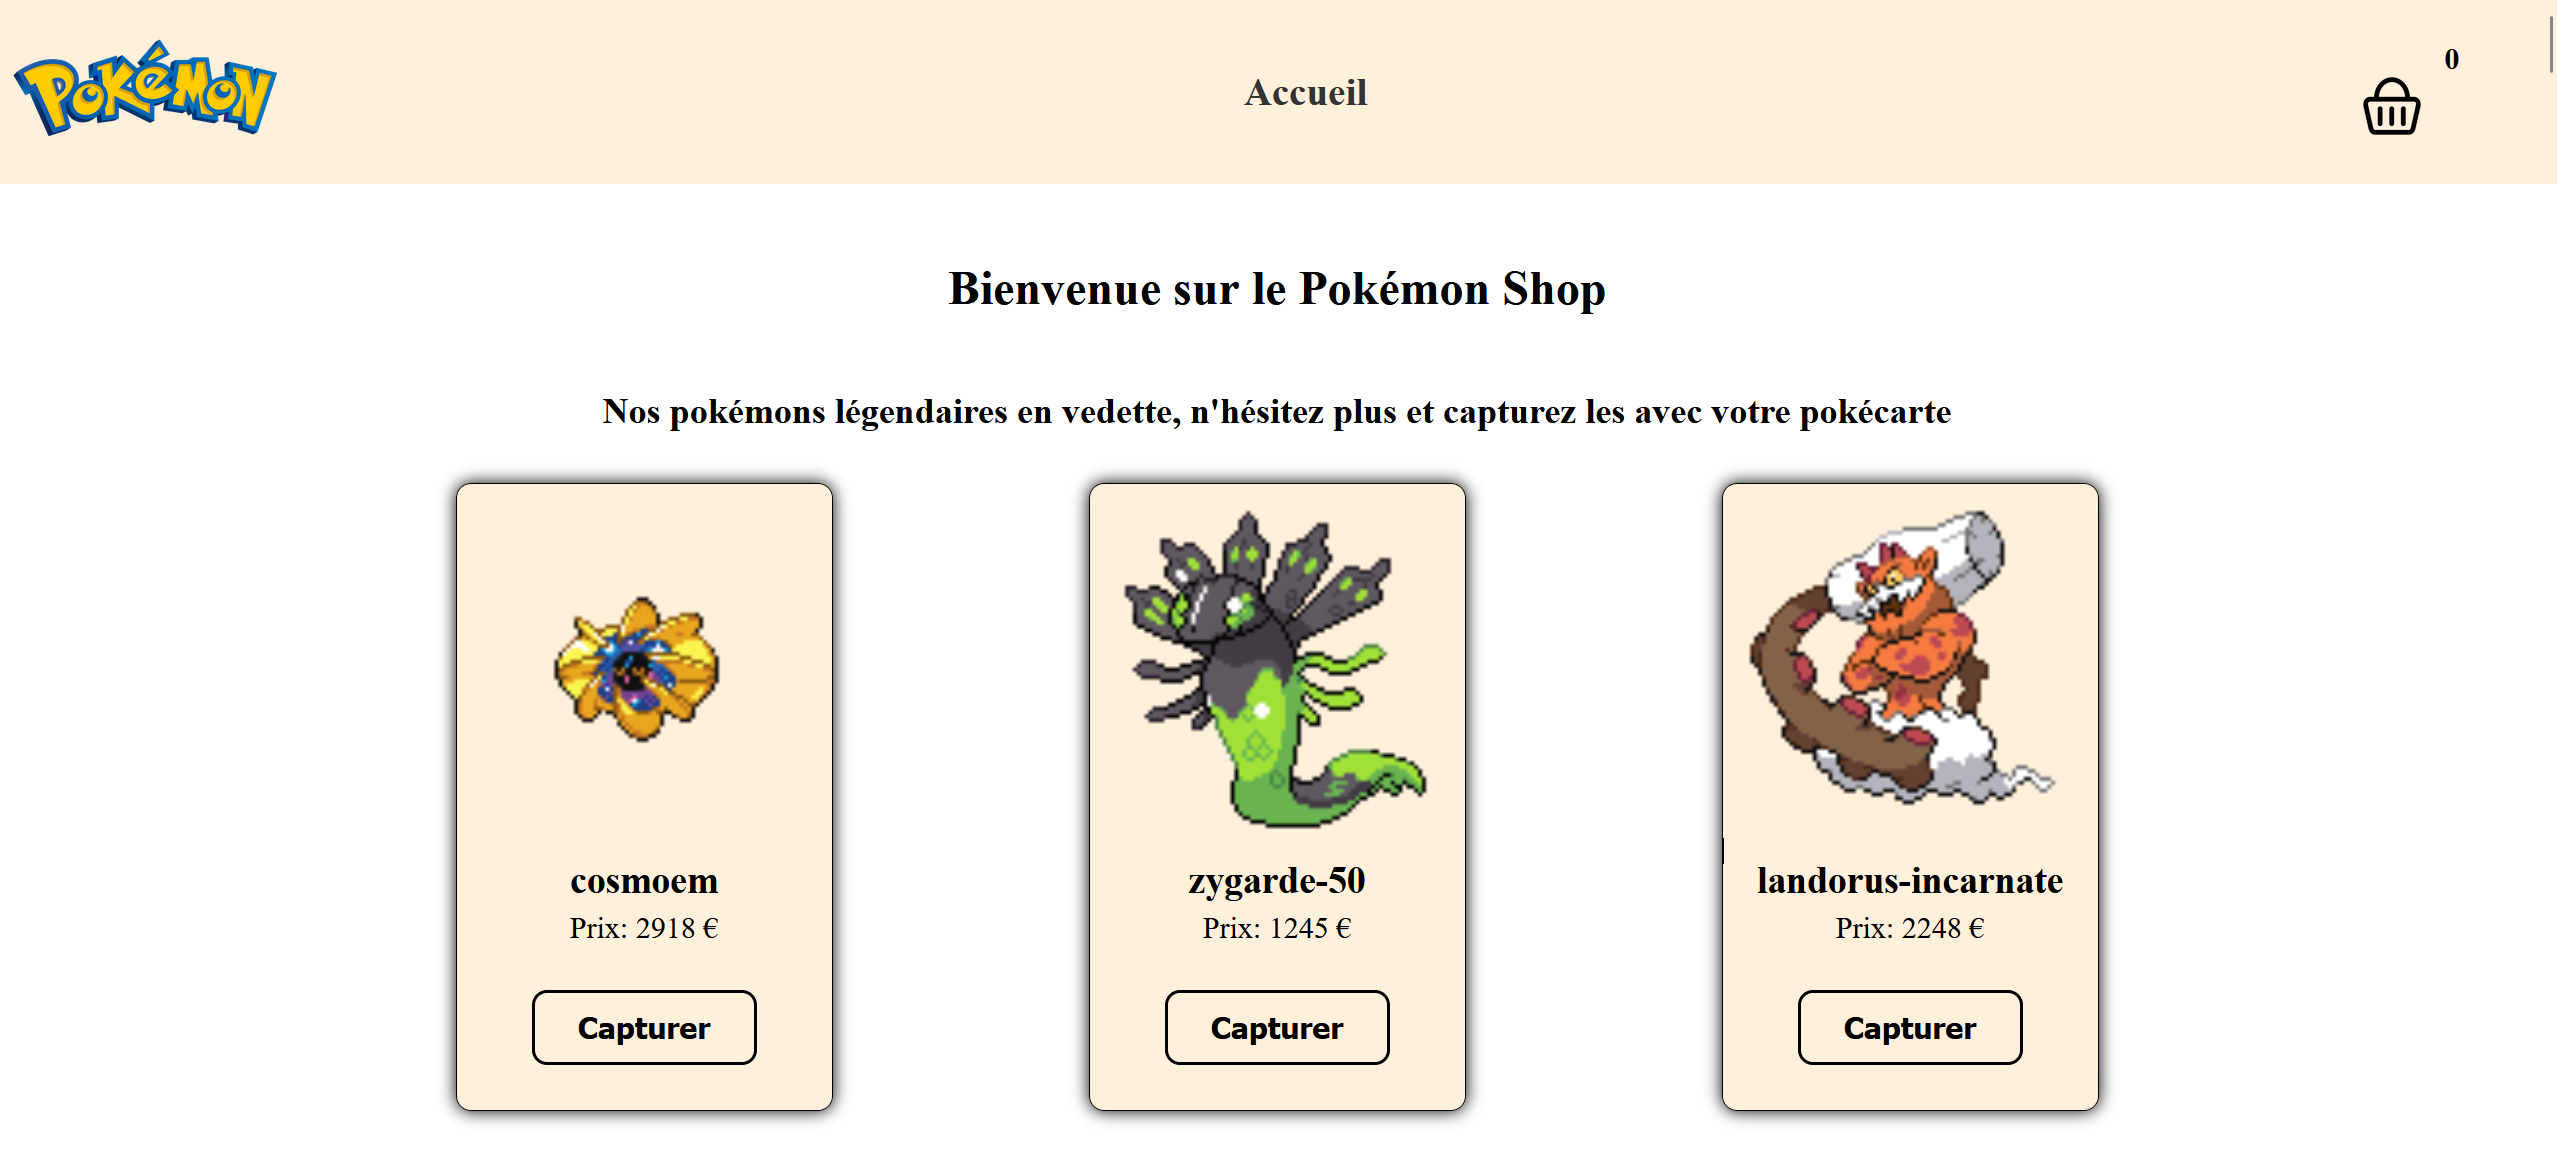 Pokémon
Accueil
0
Bienvenue sur le Pokémon Shop
Nos pokémons légendaires en vedette, n'hésitez plus et capturez les avec votre pokécarte
cosmoem
Prix: 2918 €
Capturer
zygarde-50
Prix: 1245 €
Capturer
landorus-incarnate
Prix: 2248 €
Capturer